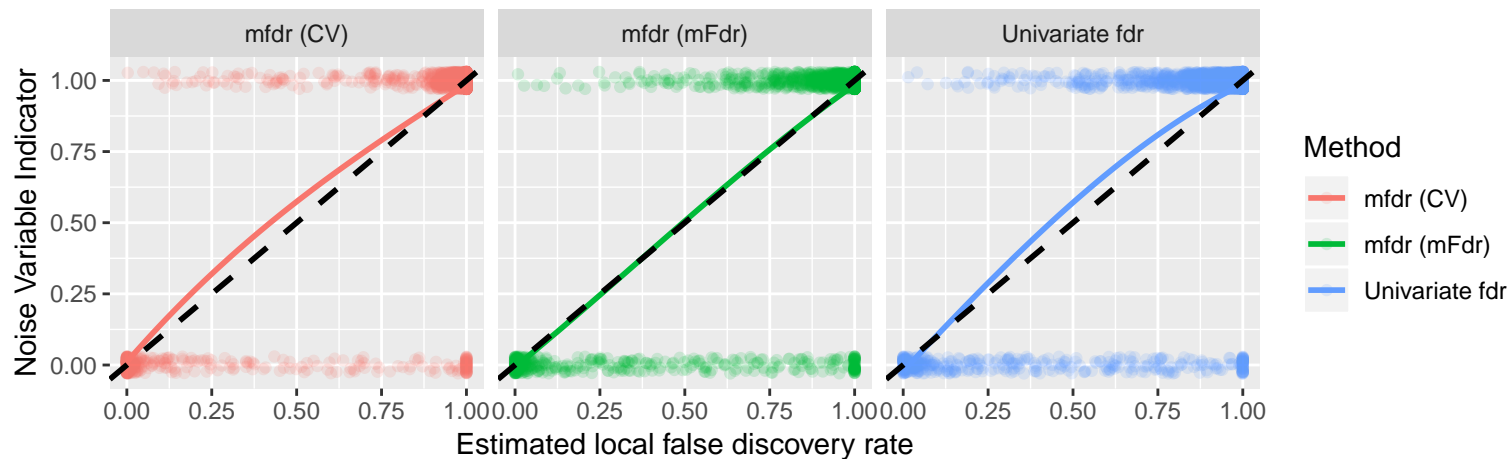 mfdr (CV)
mfdr (mFdr)
Univariate fdr
Noise Variable Indicator
1.00
0.75
0.50
0.25
0.00
0.00 0.25 0.50 0.75 1.00
0.00 0.25 0.50 0.75 1.00
0.00 0.25 0.50 0.75 1.00
Estimated local false discovery rate
Method
mfdr (CV)
mfdr (mFdr)
Univariate fdr